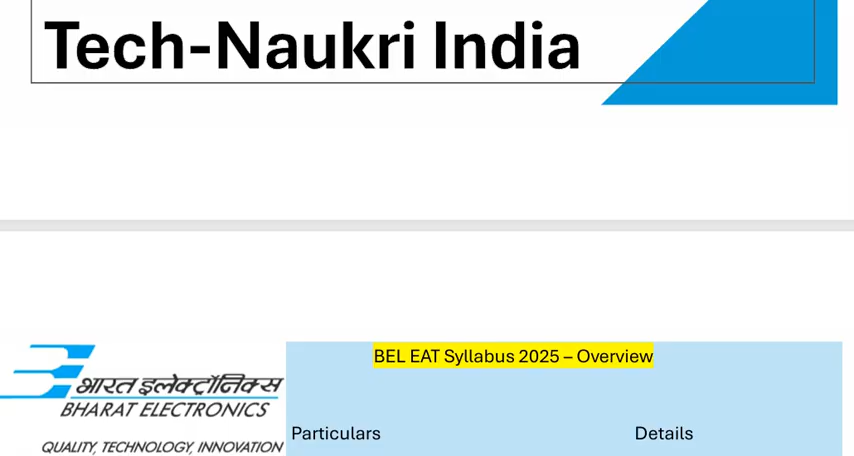 Tech-Naukri India
BEL EAT Syllabus 2025 – Overview
भारत इलेक्ट्रॉनिक्स
BHARAT ELECTRONICS
QUALITY, TECHNOLOGY, INNOVATION
Particulars Details